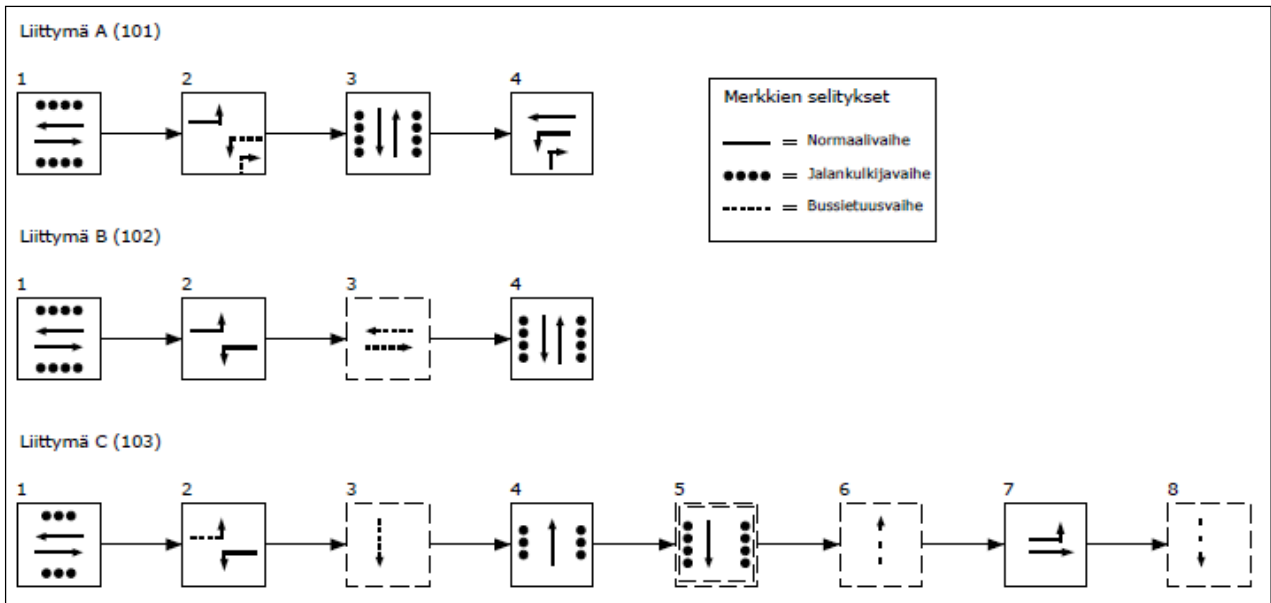 Liittymä A (101)
1 2 3 4
Merkkien selitykset
= Normaalivaihe
= Jalankulkijavaihe
= Bussietuusvaihe
Liittymä B (102)
1 2 3 4
Liittymä C (103)
1 2 3 4 5 6 7 8